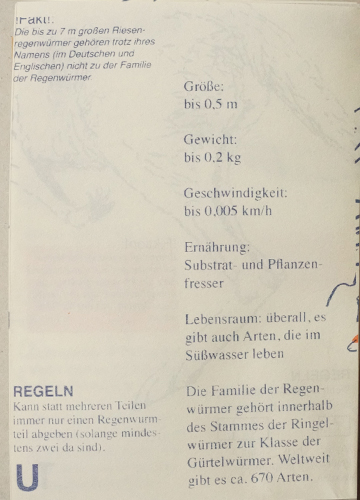 !Fakt!:
Die bis zu 7 m großen Riesen-
regenwürmer gehören trotz ihres
Namens (im Deutschen und
Englischen) nicht zu der Familie
der Regenwürmer.
Größe:
bis 0,5 m
Gewicht:
bis 0,2 kg
Geschwindigkeit:
bis 0,005 km/h
Ernährung:
Substrat- und Pflanzen-
fresser
Lebensraum: überall, es
gibt auch Arten, die im
Süßwasser leben
REGELN
Kann statt mehreren Teilen
immer nur einen Regenwurm-
teil abgeben (solange mindes-
tens zwei da sind).
U
Die Familie der Regen-
würmer gehört innerhalb
des Stammes der Ringel-
würmer zur Klasse der
Gürtelwürmer. Weltweit
gibt es ca. 670 Arten.